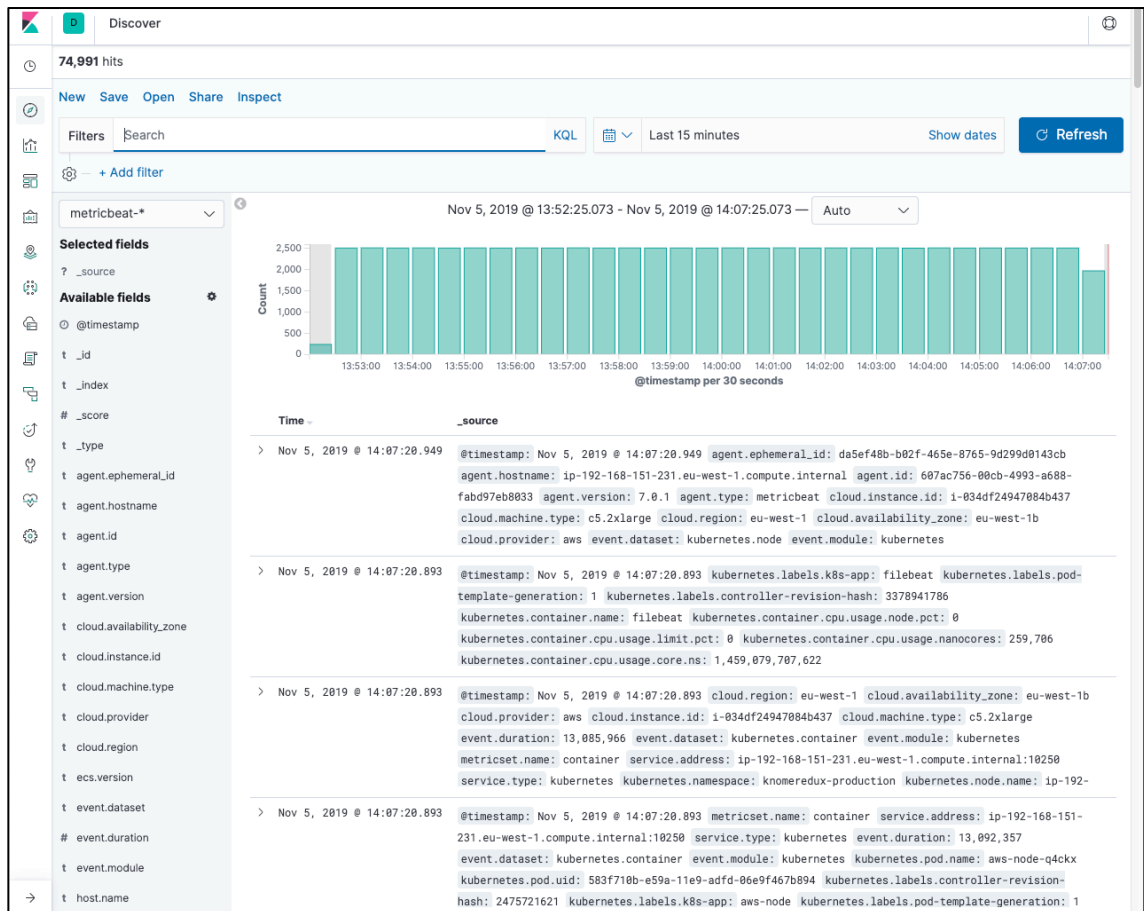 D Discover
74,991 hits
New Save Open Share Inspect
Filters Search KQL Last 15 minutes Show dates Refresh
+ Add filter
metricbeat-*
Selected fields
? _source
Available fields
@timestamp
t _id
t _index
# _score
t _type
t agent.ephemeral_id
t agent.hostname
t agent.id
t agent.type
t agent.version
t cloud.availability_zone
t cloud.instance.id
t cloud.machine.type
t cloud.provider
t cloud.region
t ecs.version
t event.dataset
# event.duration
t event.module
t host.name
Nov 5, 2019 @ 13:52:25.073 - Nov 5, 2019 @ 14:07:25.073 — Auto
Count
2,500
2,000
1,500
1,000
500
0
13:53:00 13:54:00 13:55:00 13:56:00 13:57:00 13:58:00 13:59:00 14:00:00 14:01:00 14:02:00 14:03:00 14:04:00 14:05:00 14:06:00 14:07:00
@timestamp per 30 seconds
Time _source
Nov 5, 2019 @ 14:07:20.949 @timestamp: Nov 5, 2019 @ 14:07:20.949 agent.ephemeral_id: da5ef48b-b02f-465e-8765-9d299d0143cb
agent.hostname: ip-192-168-151-231.eu-west-1.compute.internal agent.id: 607ac756-00cb-4993-a688-
fabd97eb8033 agent.version: 7.0.1 agent.type: metricbeat cloud.instance.id: i-034df24947084b437
cloud.machine.type: c5.2xlarge cloud.region: eu-west-1 cloud.availability_zone: eu-west-1b
cloud.provider: aws event.dataset: kubernetes.node event.module: kubernetes
Nov 5, 2019 @ 14:07:20.893 @timestamp: Nov 5, 2019 @ 14:07:20.893 kubernetes.labels.k8s-app: filebeat kubernetes.labels.pod-
template-generation: 1 kubernetes.labels.controller-revision-hash: 3378941786
kubernetes.container.name: filebeat kubernetes.container.cpu.usage.node.pct: 0
kubernetes.container.cpu.usage.limit.pct: 0 kubernetes.container.cpu.usage.nanocores: 259,706
kubernetes.container.cpu.usage.core.ns: 1,459,079,707,622
Nov 5, 2019 @ 14:07:20.893 @timestamp: Nov 5, 2019 @ 14:07:20.893 cloud.region: eu-west-1 cloud.availability_zone: eu-west-1b
cloud.provider: aws cloud.instance.id: i-034df24947084b437 cloud.machine.type: c5.2xlarge
event.duration: 13,085,966 event.dataset: kubernetes.container event.module: kubernetes
metricset.name: container service.address: ip-192-168-151-231.eu-west-1.compute.internal:10250
service.type: kubernetes kubernetes.namespace: knomeredux-production kubernetes.node.name: ip-192-
Nov 5, 2019 @ 14:07:20.893 @timestamp: Nov 5, 2019 @ 14:07:20.893 metricset.name: container service.address: ip-192-168-151-
231.eu-west-1.compute.internal:10250 service.type: kubernetes event.duration: 13,092,357
event.dataset: kubernetes.container event.module: kubernetes kubernetes.pod.name: aws-node-q4ckx
kubernetes.pod.uid: 583f710b-e59a-11e9-adfd-06e9f467b894 kubernetes.labels.controller-revision-
hash: 2475721621 kubernetes.labels.k8s-app: aws-node kubernetes.labels.pod-template-generation: 1